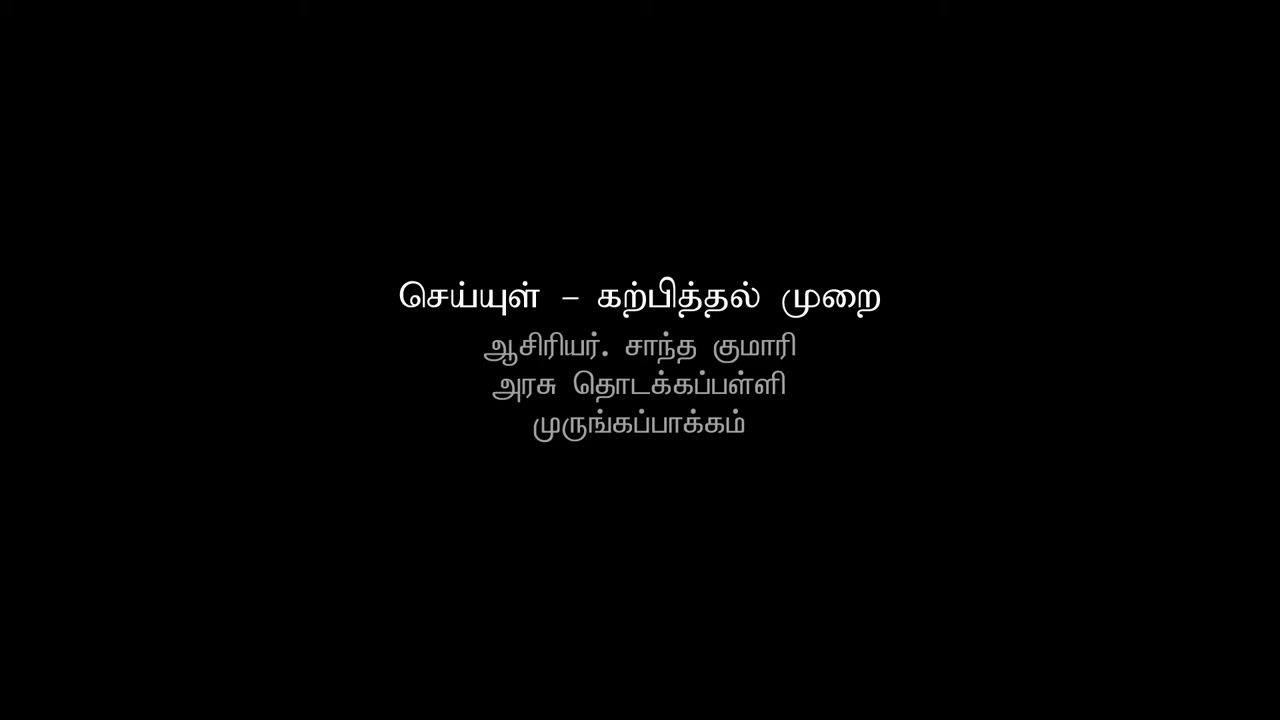 செய்யுள் – கற்பித்தல் முறை
ஆசிரியர். சாந்த குமாரி
அரசு தொடக்கப்பள்ளி
முருங்கப்பாக்கம்